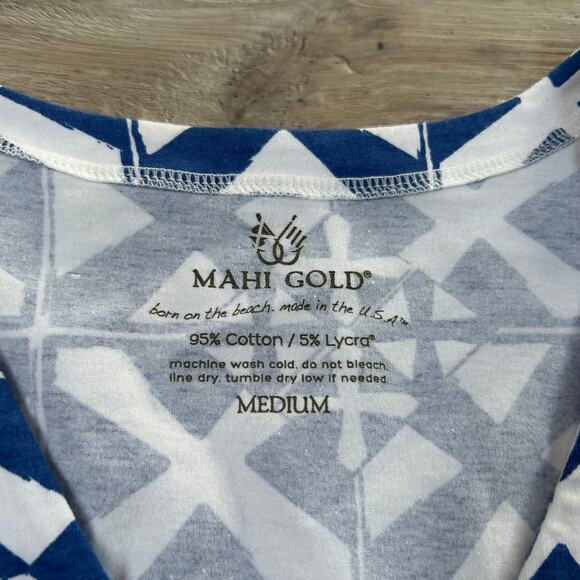 MAHI GOLD®
born on the beach. made in the U.S.A™
95% Cotton / 5% Lycra®
machine wash cold. do not bleach.
line dry. tumble dry low if needed.
MEDIUM